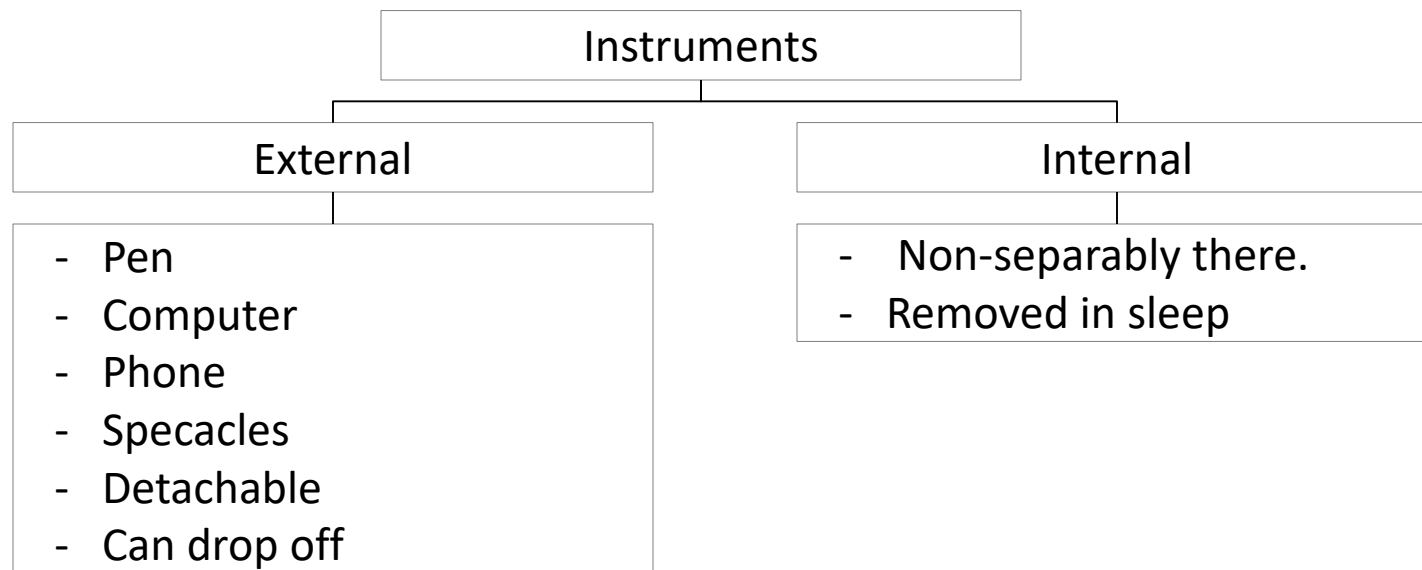 Instruments
External
Internal
- Pen
- Computer
- Phone
- Specacles
- Detachable
- Can drop off
- Non-separably there.
- Removed in sleep